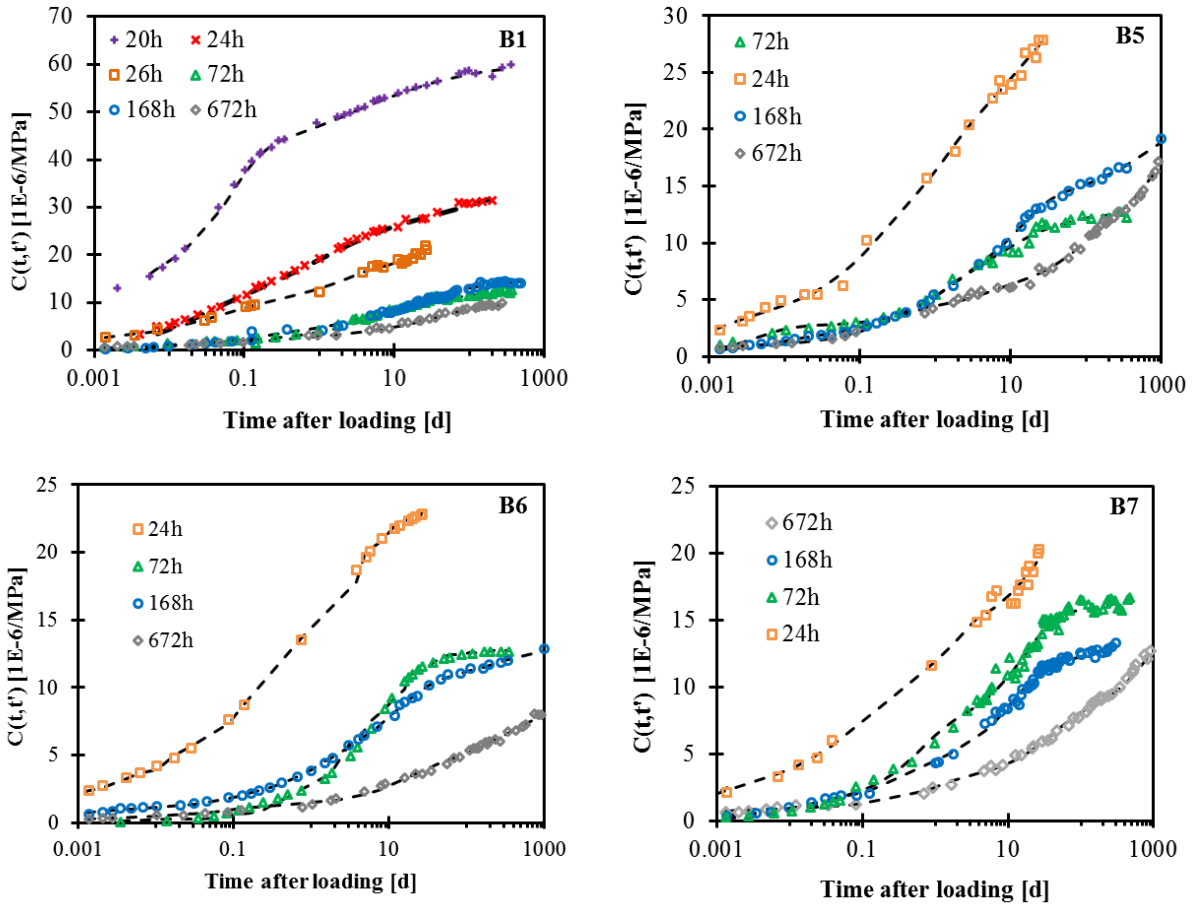 B1
70
60
50
40
30
20
10
0
C(t,t') [1E-6/MPa]
20h 24h
26h 72h
168h 672h
0.001 0.1 10 1000
Time after loading [d]
B5
30
25
20
15
10
5
0
C(t,t') [1E-6/MPa]
72h
24h
168h
672h
0.001 0.1 10 1000
Time after loading [d]
B6
25
20
15
10
5
0
C(t,t') [1E-6/MPa]
24h
72h
168h
672h
0.001 0.1 10 1000
Time after loading [d]
B7
25
20
15
10
5
0
C(t,t') [1E-6/MPa]
672h
168h
72h
24h
0.001 0.1 10 1000
Time after loading [d]